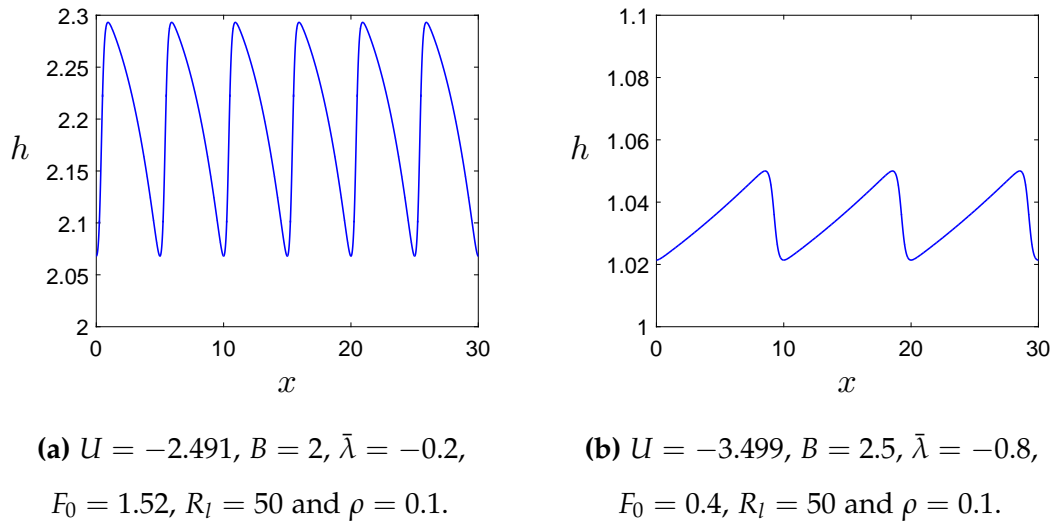 2.3
2.25
2.2
h
2.15
2.1
2.05
2
0 10 20 30
x
(a) U = −2.491, B = 2, λ̄ = −0.2,
F₀ = 1.52, Rₗ = 50 and ρ = 0.1.
1.1
1.08
1.06
h
1.04
1.02
1
0 10 20 30
x
(b) U = −3.499, B = 2.5, λ̄ = −0.8,
F₀ = 0.4, Rₗ = 50 and ρ = 0.1.